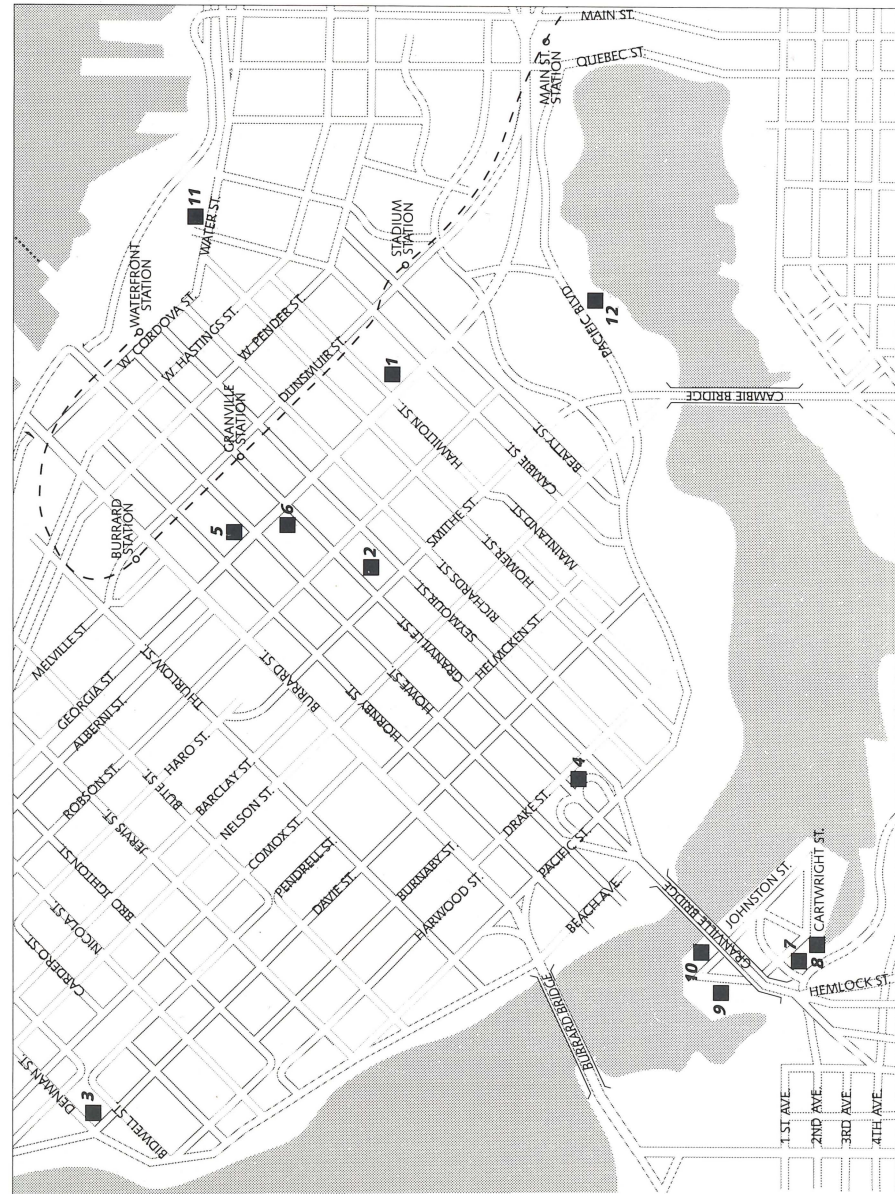 MAIN ST.
MAIN ST.
STATION
QUEBEC ST.
11
WATER ST.
WATERFRONT
STATION
STADIUM
STATION
W. CORDOVA ST.
W. HASTINGS ST.
W. PENDER ST.
DUNSMUIR ST.
PACIFIC BLVD.
12
1
GRANVILLE
STATION
CAMBIE BRIDGE
HAMILTON ST.
CAMBIE ST.
BEATTY ST.
BURRARD
STATION
5
6
2
SMITHE ST.
MAINLAND ST.
HOMER ST.
RICHARDS ST.
SEYMOUR ST.
GRANVILLE ST.
HELMCKEN ST.
HOWE ST.
HORNBY ST.
BURRARD ST.
THURLOW ST.
MELVILLE ST.
GEORGIA ST.
ALBERNI ST.
ROBSON ST.
BUTE ST.
HARO ST.
JERVIS ST.
BARCLAY ST.
NELSON ST.
COMOX ST.
PENDRELL ST.
DAVIE ST.
BURNABY ST.
HARWOOD ST.
DRAKE ST.
4
PACIFIC ST.
BEACH AVE.
BRO IGHTON ST.
NICOLA ST.
CARDERO ST.
DENMAN ST.
3
BIDWELL ST.
BURRARD BRIDGE
GRANVILLE BRIDGE
JOHNSTON ST.
CARTWRIGHT ST.
10
9
7
8
HEMLOCK ST.
1 ST AVE.
2ND AVE.
3RD AVE.
4TH AVE.